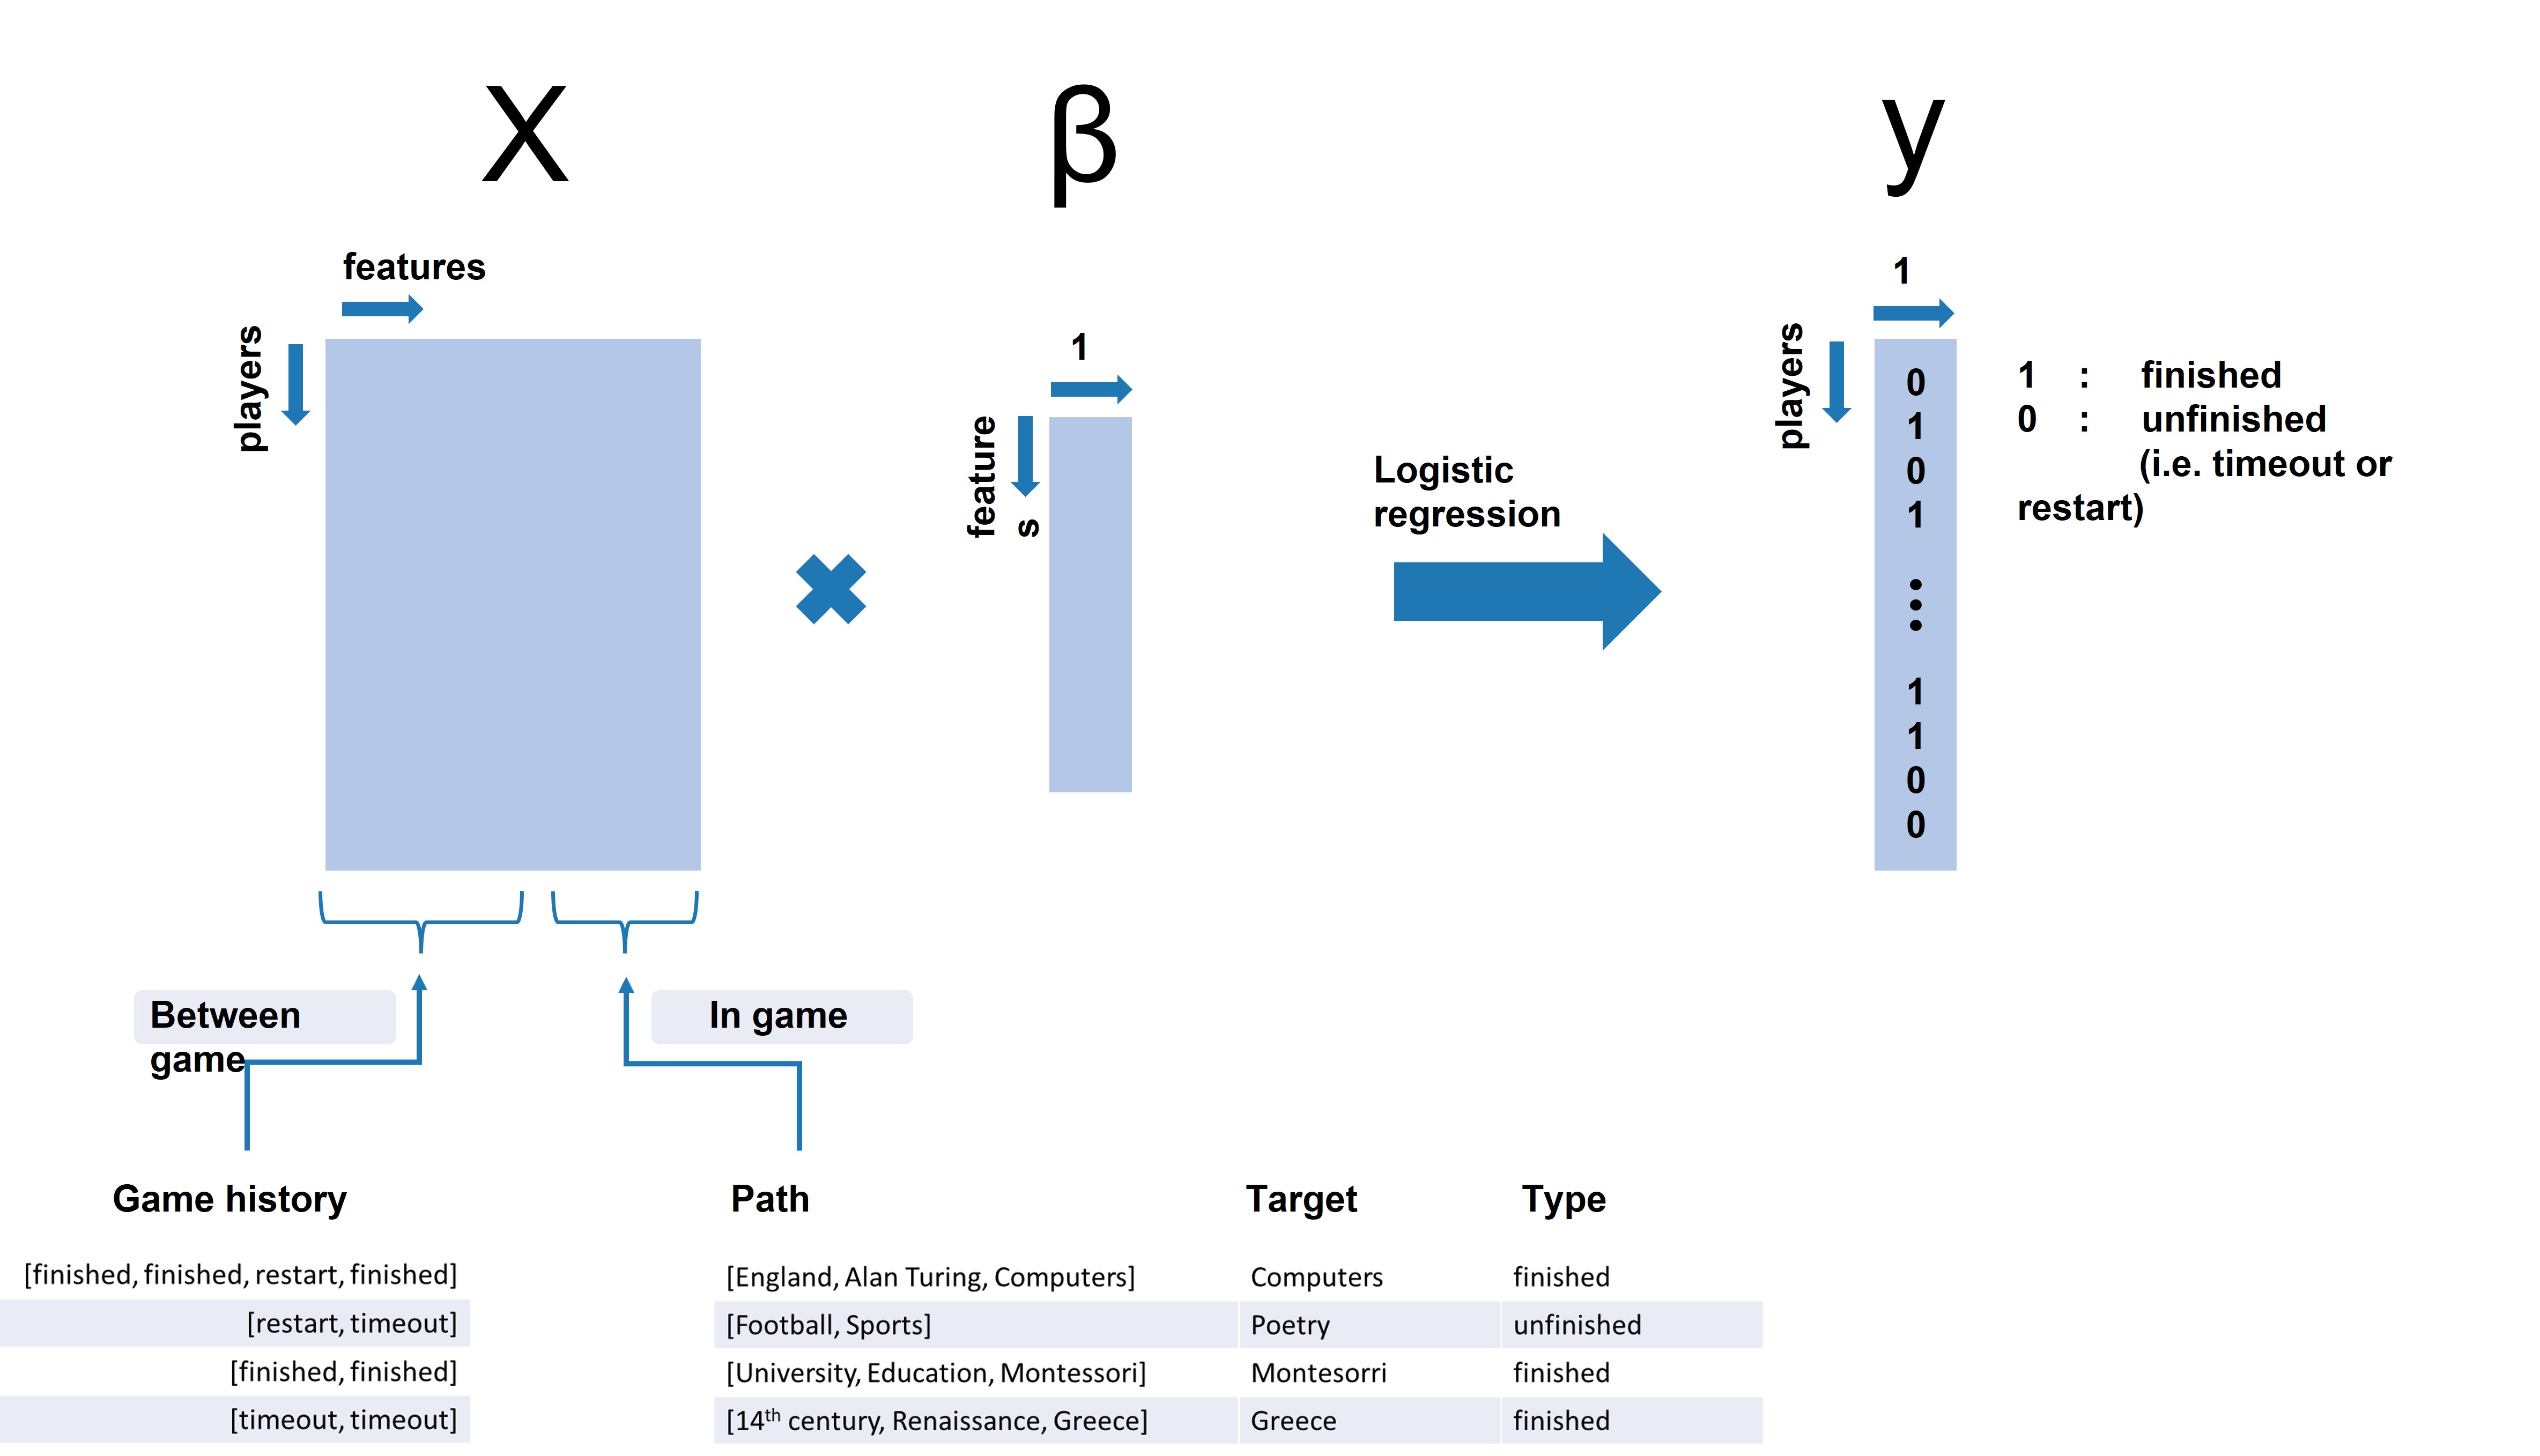 X
β
y
features
players
1
feature
s
Logistic
regression
1
players
0
1
0
1
1
1
0
0
1 : finished
0 : unfinished
(i.e. timeout or
restart)
Between
game
In game
Game history
[finished, finished, restart, finished]
[restart, timeout]
[finished, finished]
[timeout, timeout]
Path Target Type
[England, Alan Turing, Computers] Computers finished
[Football, Sports] Poetry unfinished
[University, Education, Montessori] Montesorri finished
[14th century, Renaissance, Greece] Greece finished